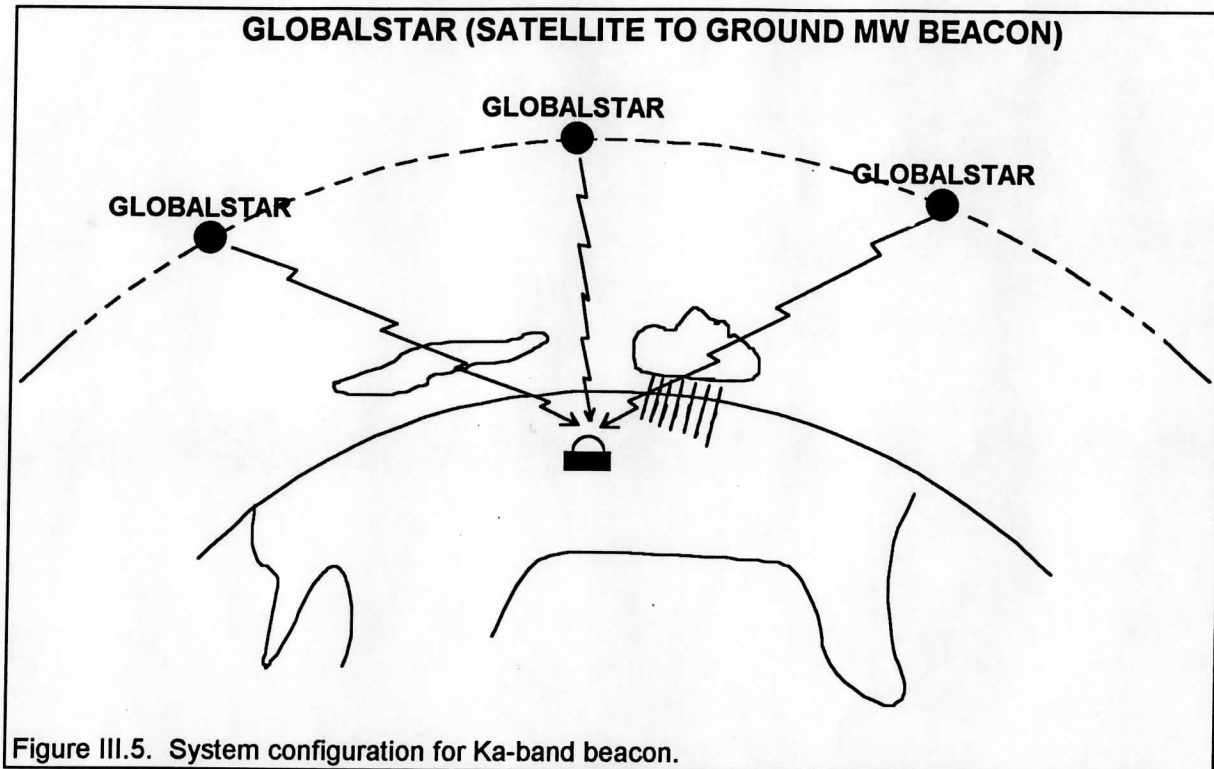 GLOBALSTAR (SATELLITE TO GROUND MW BEACON)
GLOBALSTAR
GLOBALSTAR
GLOBALSTAR
Figure III.5. System configuration for Ka-band beacon.